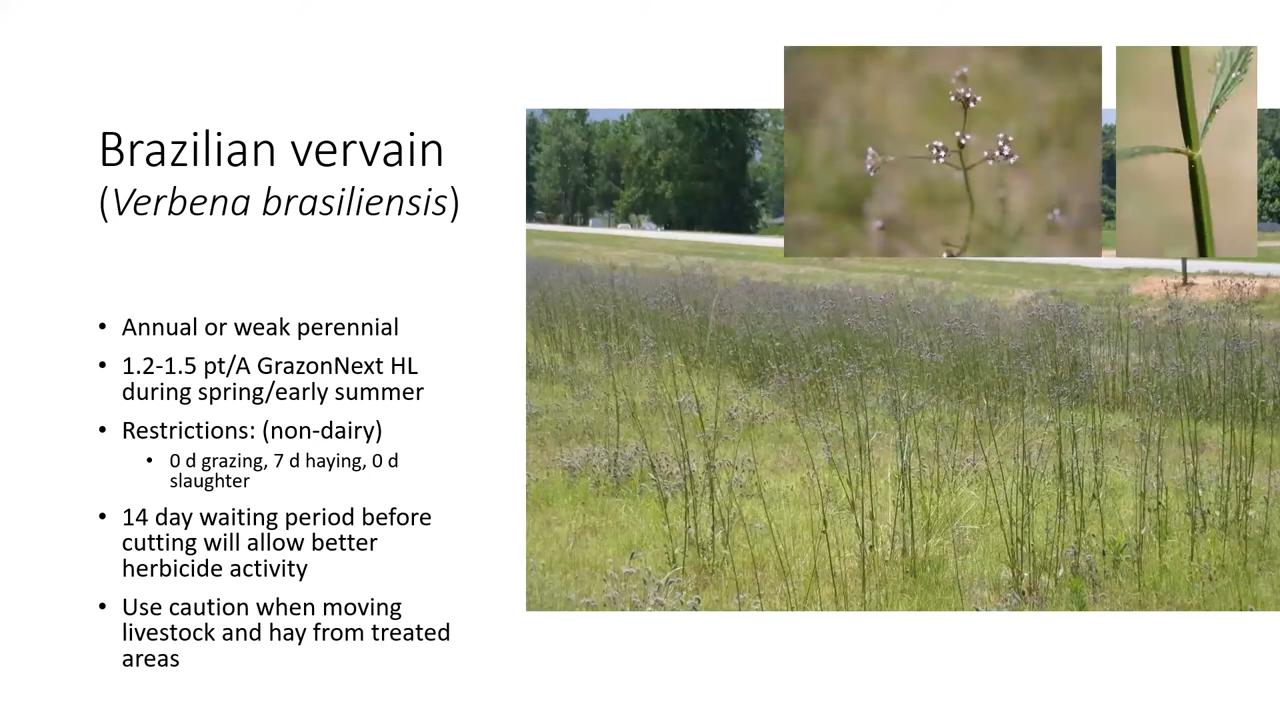 Brazilian vervain
(Verbena brasiliensis)
• Annual or weak perennial
• 1.2-1.5 pt/A GrazonNext HL
during spring/early summer
• Restrictions: (non-dairy)
• 0 d grazing, 7 d haying, 0 d
slaughter
• 14 day waiting period before
cutting will allow better
herbicide activity
• Use caution when moving
livestock and hay from treated
areas